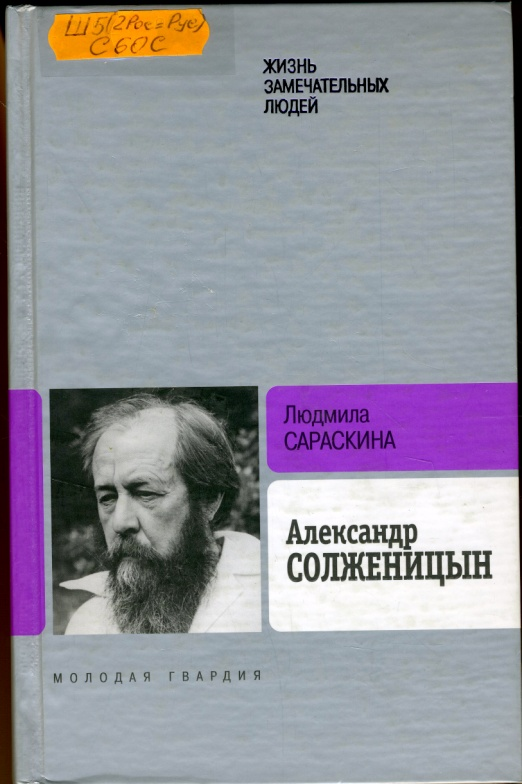 Ш5(2Рос=Рус)
С60С
ЖИЗНЬ
ЗАМЕЧАТЕЛЬНЫХ
ЛЮДЕЙ
Людмила
САРАСКИНА
Александр
СОЛЖЕНИЦЫН
МОЛОДАЯ ГВАРДИЯ